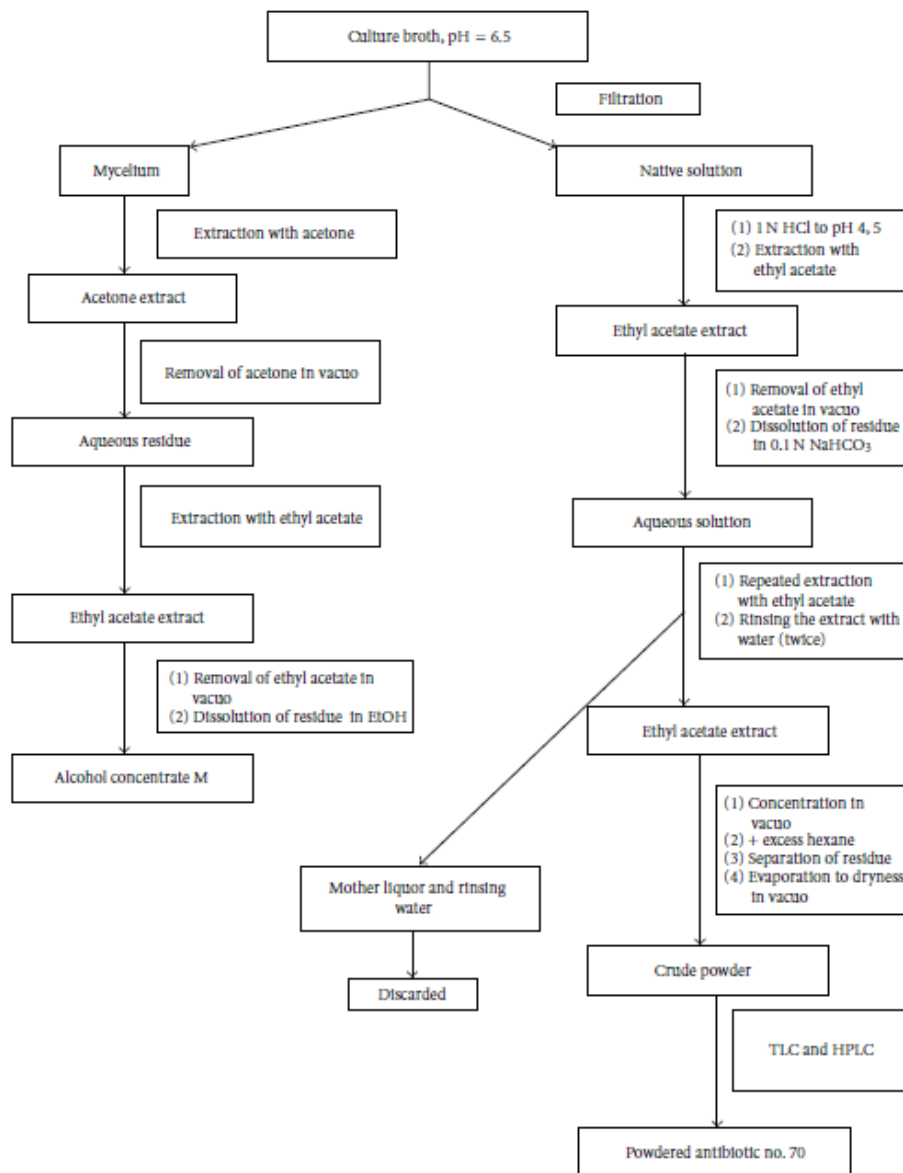 Culture broth, pH = 6.5
Filtration
Mycelium
Native solution
Extraction with acetone
(1) 1 N HCl to pH 4, 5
(2) Extraction with
ethyl acetate
Acetone extract
Ethyl acetate extract
Removal of acetone in vacuo
(1) Removal of ethyl
acetate in vacuo
(2) Dissolution of residue
in 0.1 N NaHCO₃
Aqueous residue
Aqueous solution
Extraction with ethyl acetate
(1) Repeated extraction
with ethyl acetate
(2) Rinsing the extract with
water (twice)
Ethyl acetate extract
(1) Removal of ethyl acetate in
vacuo
(2) Dissolution of residue in EtOH
Ethyl acetate extract
Alcohol concentrate M
(1) Concentration in
vacuo
(2) + excess hexane
(3) Separation of residue
(4) Evaporation to dryness
in vacuo
Mother liquor and rinsing
water
Crude powder
Discarded
TLC and HPLC
Powdered antibiotic no. 70